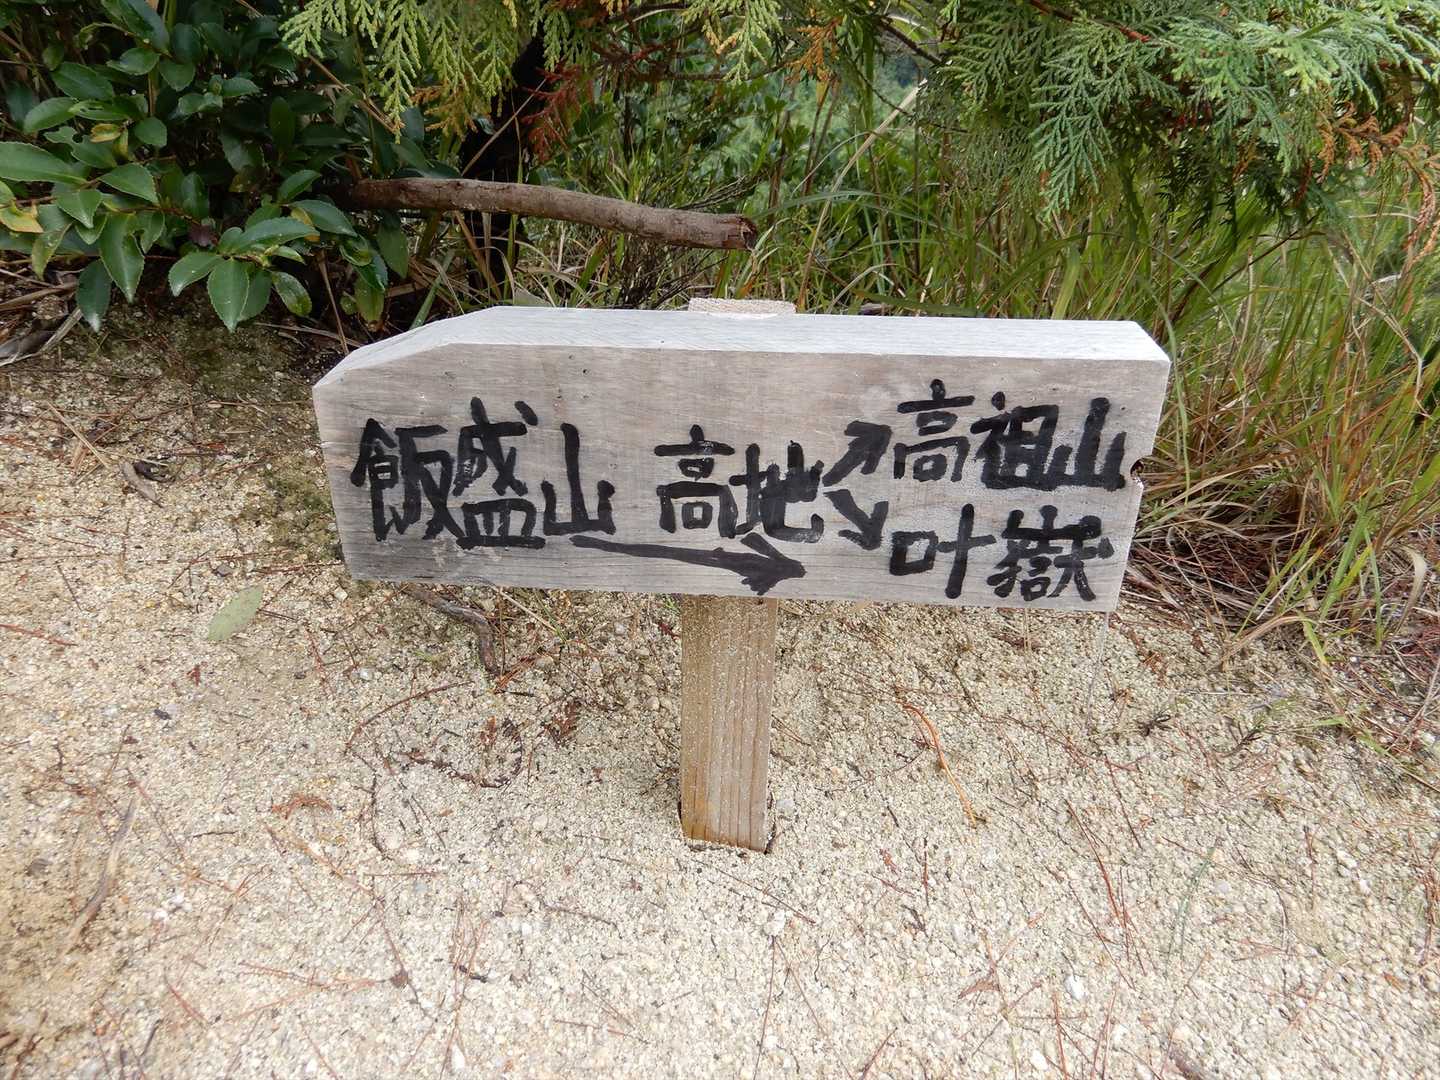 飯盛山 高地
高祖山
叶嶽